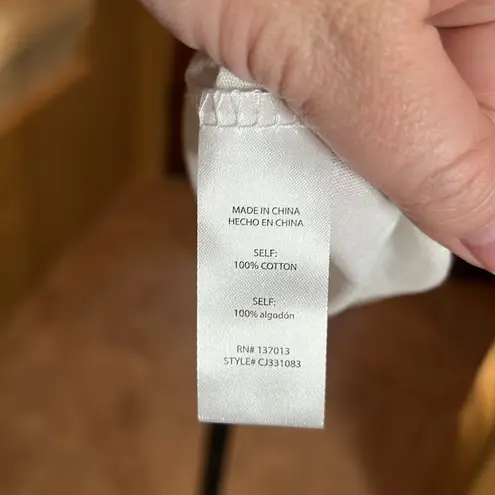 MADE IN CHINA
HECHO EN CHINA
SELF:
100% COTTON
SELF:
100% algodón
RN# 137013
STYLE# CJ331083